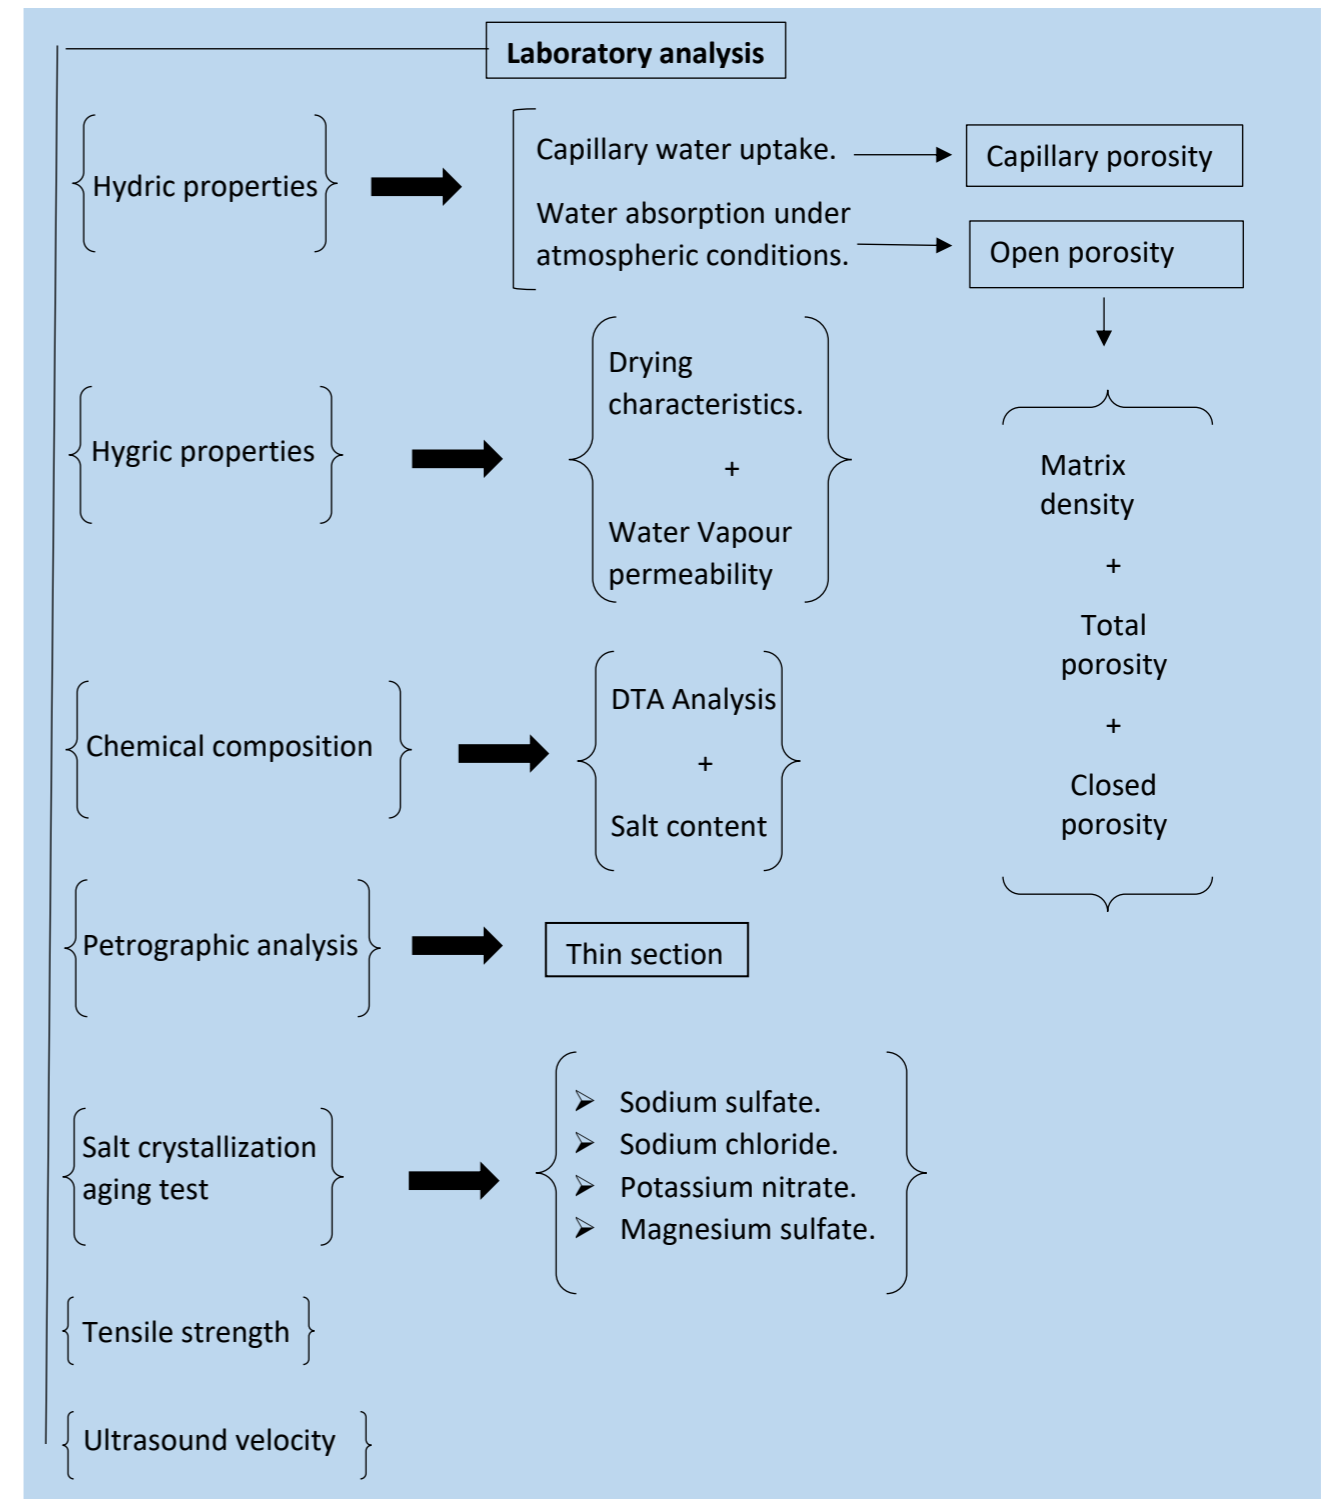 Laboratory analysis
Hydric properties
Capillary water uptake.
Capillary porosity
Water absorption under
atmospheric conditions.
Open porosity
Matrix
density
+
Total
porosity
+
Closed
porosity
Hygric properties
Drying
characteristics.
+
Water Vapour
permeability
Chemical composition
DTA Analysis
+
Salt content
Petrographic analysis
Thin section
Salt crystallization
aging test
Sodium sulfate.
Sodium chloride.
Potassium nitrate.
Magnesium sulfate.
Tensile strength
Ultrasound velocity